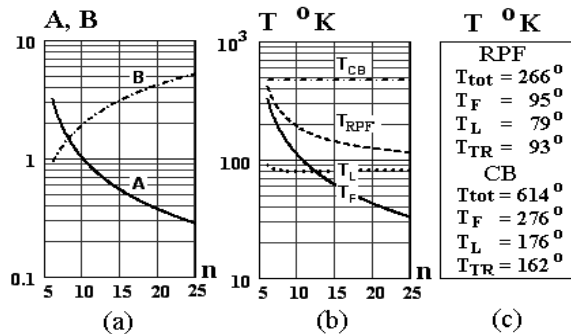 A, B
10
1
0.1
B
A
5 10 15 20 25
n
(a)
T °K
10³
100
10
T_CB
T_RPF
T_L
T_F
5 10 15 20 25
n
(b)
T °K
RPF
Ttot = 266°
T_F = 95°
T_L = 79°
T_TR = 93°
CB
Ttot = 614°
T_F = 276°
T_L = 176°
T_TR = 162°
(c)